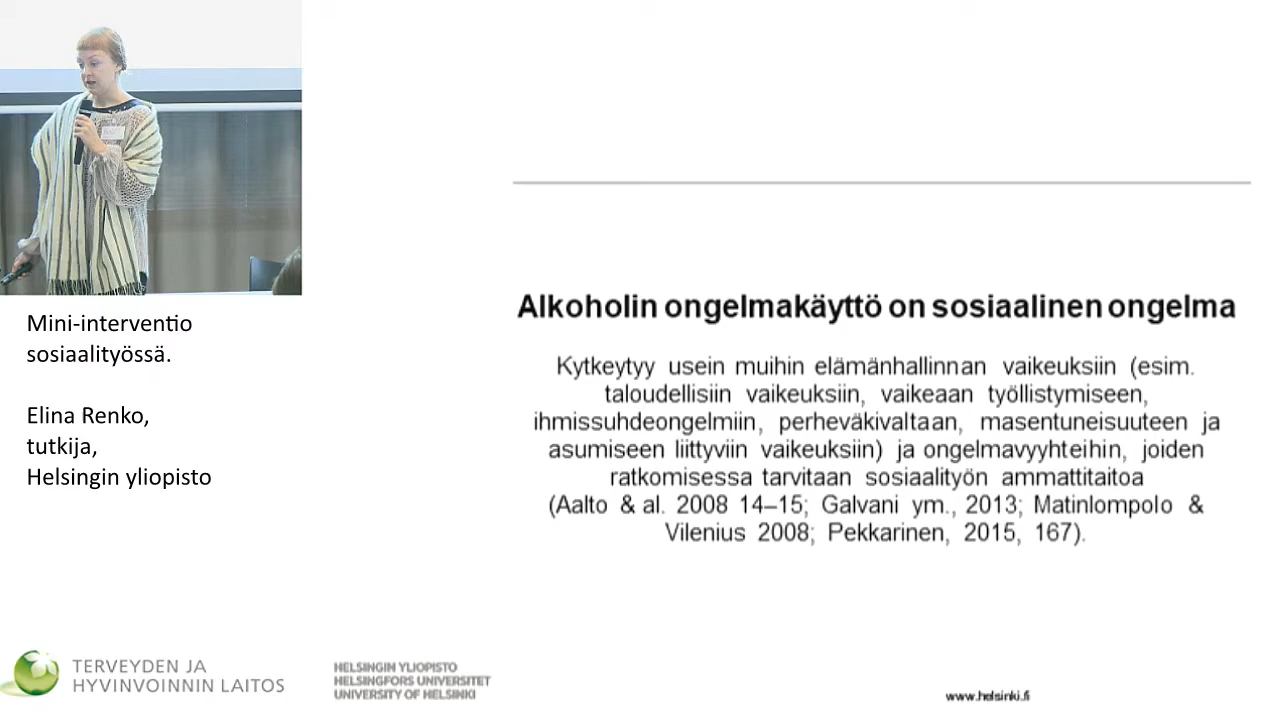 Mini-interventio
sosiaalityössä.
Elina Renko,
tutkija,
Helsingin yliopisto
Alkoholin ongelmakäyttö on sosiaalinen ongelma
Kytkeytyy usein muihin elämänhallinnan vaikeuksiin (esim.
taloudellisiin vaikeuksiin, vaikeaan työllistymiseen,
ihmissuhdeongelmiin, perheväkivaltaan, masentuneisuuteen ja
asumiseen liittyviin vaikeuksiin) ja ongelmavyyhteihin, joiden
ratkomisessa tarvitaan sosiaalityön ammattitaitoa
(Aalto & al. 2008 14–15; Galvani ym., 2013; Matinlompolo &
Vilenius 2008; Pekkarinen, 2015, 167).
TERVEYDEN JA
HYVINVOINNIN LAITOS
HELSINGIN YLIOPISTO
HELSINGFORS UNIVERSITET
UNIVERSITY OF HELSINKI
www.helsinki.fi